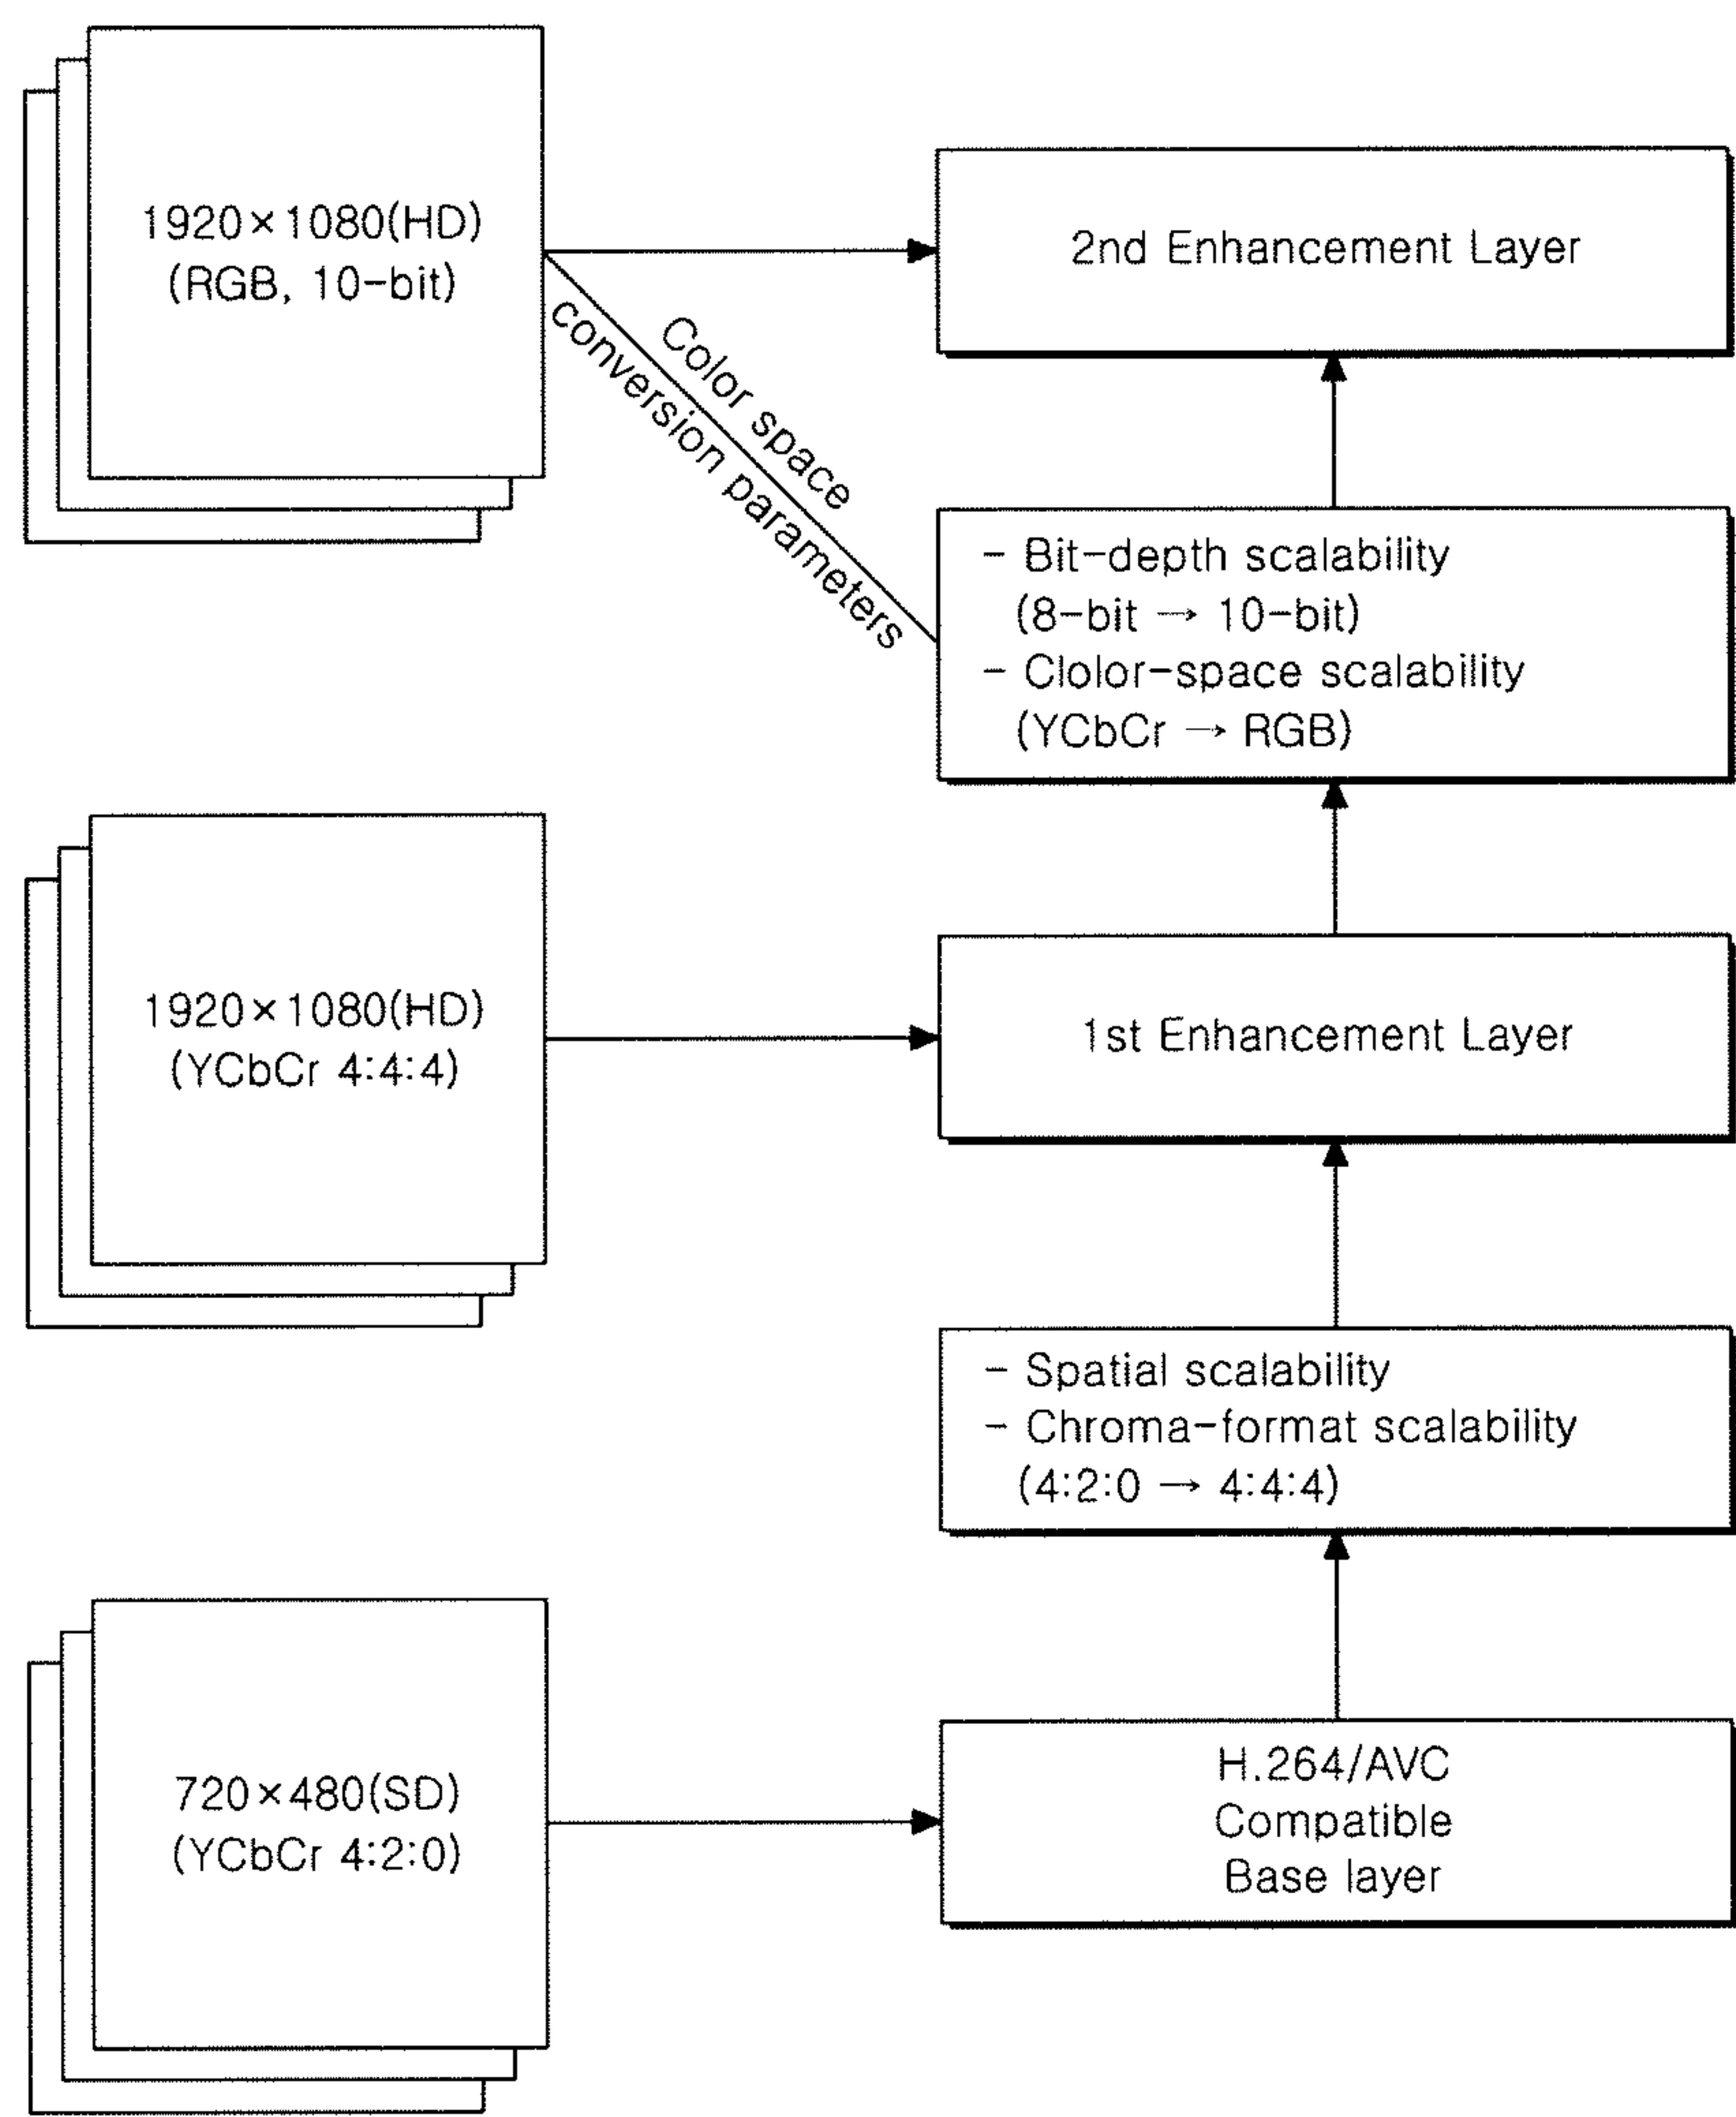 1920×1080(HD)
(RGB, 10-bit)
2nd Enhancement Layer
Color space
conversion parameters
- Bit-depth scalability
(8-bit → 10-bit)
- Clolor-space scalability
(YCbCr → RGB)
1920×1080(HD)
(YCbCr 4:4:4)
1st Enhancement Layer
- Spatial scalability
- Chroma-format scalability
(4:2:0 → 4:4:4)
720×480(SD)
(YCbCr 4:2:0)
H.264/AVC
Compatible
Base layer